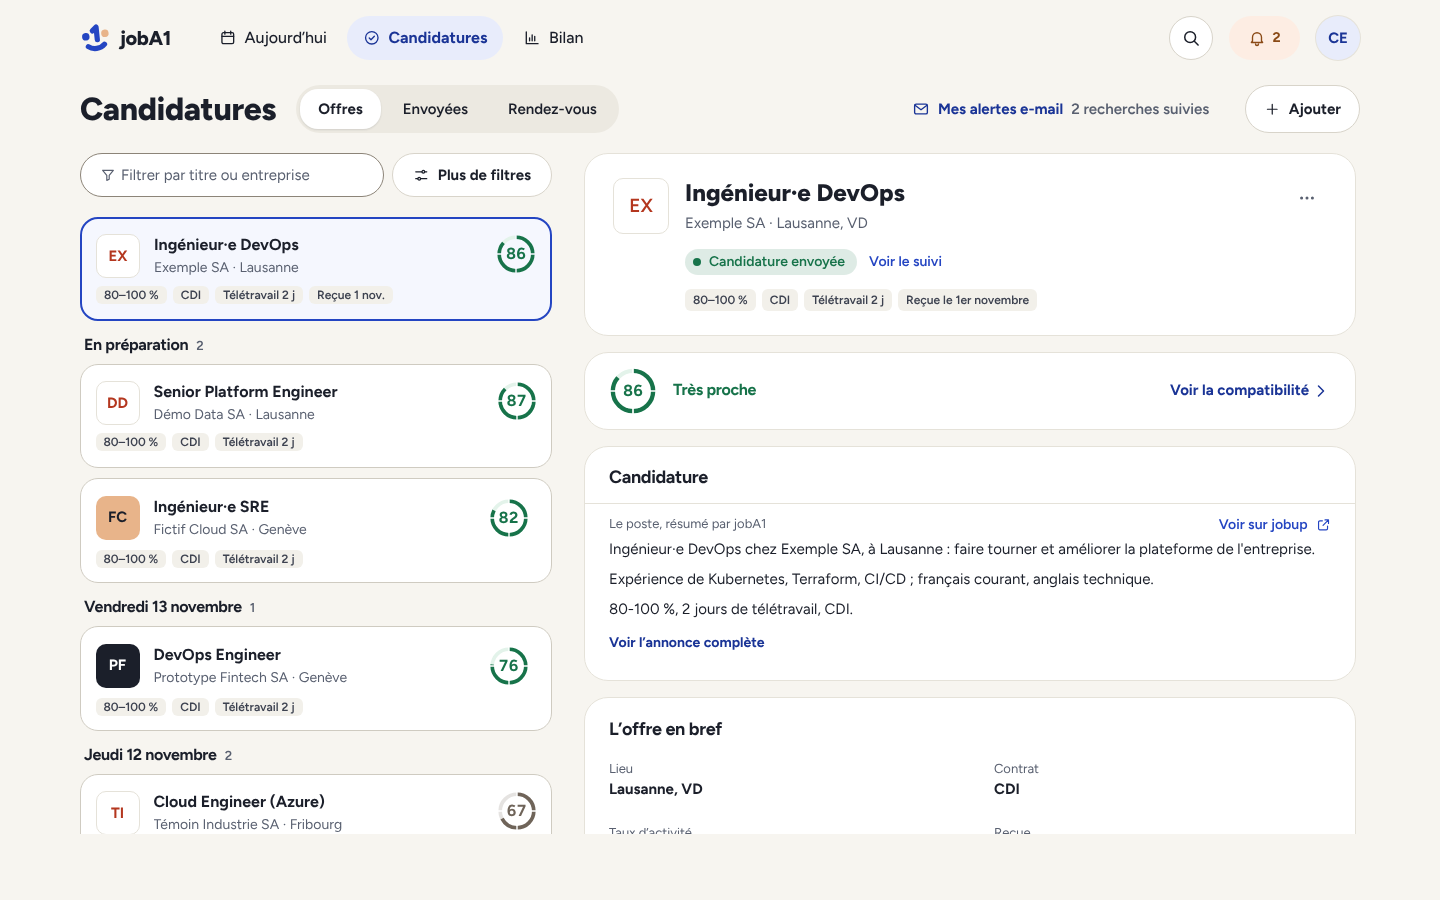 jobA1
Aujourd’hui
Candidatures
Bilan
2
CE
Candidatures
Offres
Envoyées
Rendez-vous
Mes alertes e-mail 2 recherches suivies
Ajouter
Filtrer par titre ou entreprise
Plus de filtres
EX
Ingénieur·e DevOps
Exemple SA · Lausanne
86
80–100 % CDI Télétravail 2 j Reçue 1 nov.
En préparation 2
DD
Senior Platform Engineer
Démo Data SA · Lausanne
87
80–100 % CDI Télétravail 2 j
FC
Ingénieur·e SRE
Fictif Cloud SA · Genève
82
80–100 % CDI Télétravail 2 j
Vendredi 13 novembre 1
PF
DevOps Engineer
Prototype Fintech SA · Genève
76
80–100 % CDI Télétravail 2 j
Jeudi 12 novembre 2
TI
Cloud Engineer (Azure)
Témoin Industrie SA · Fribourg
67
EX
Ingénieur·e DevOps
Exemple SA · Lausanne, VD
Candidature envoyée
Voir le suivi
80–100 % CDI Télétravail 2 j Reçue le 1er novembre
86
Très proche
Voir la compatibilité
Candidature
Le poste, résumé par jobA1
Voir sur jobup
Ingénieur·e DevOps chez Exemple SA, à Lausanne : faire tourner et améliorer la plateforme de l'entreprise.
Expérience de Kubernetes, Terraform, CI/CD ; français courant, anglais technique.
80-100 %, 2 jours de télétravail, CDI.
Voir l’annonce complète
L’offre en bref
Lieu
Lausanne, VD
Contrat
CDI
Taux d’activité
Reçue